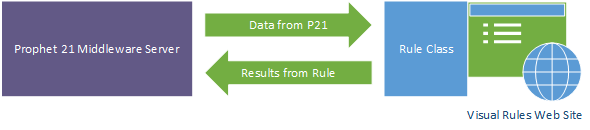 Prophet 21 Middleware Server
Data from P21
Results from Rule
Rule Class
Visual Rules Web Site